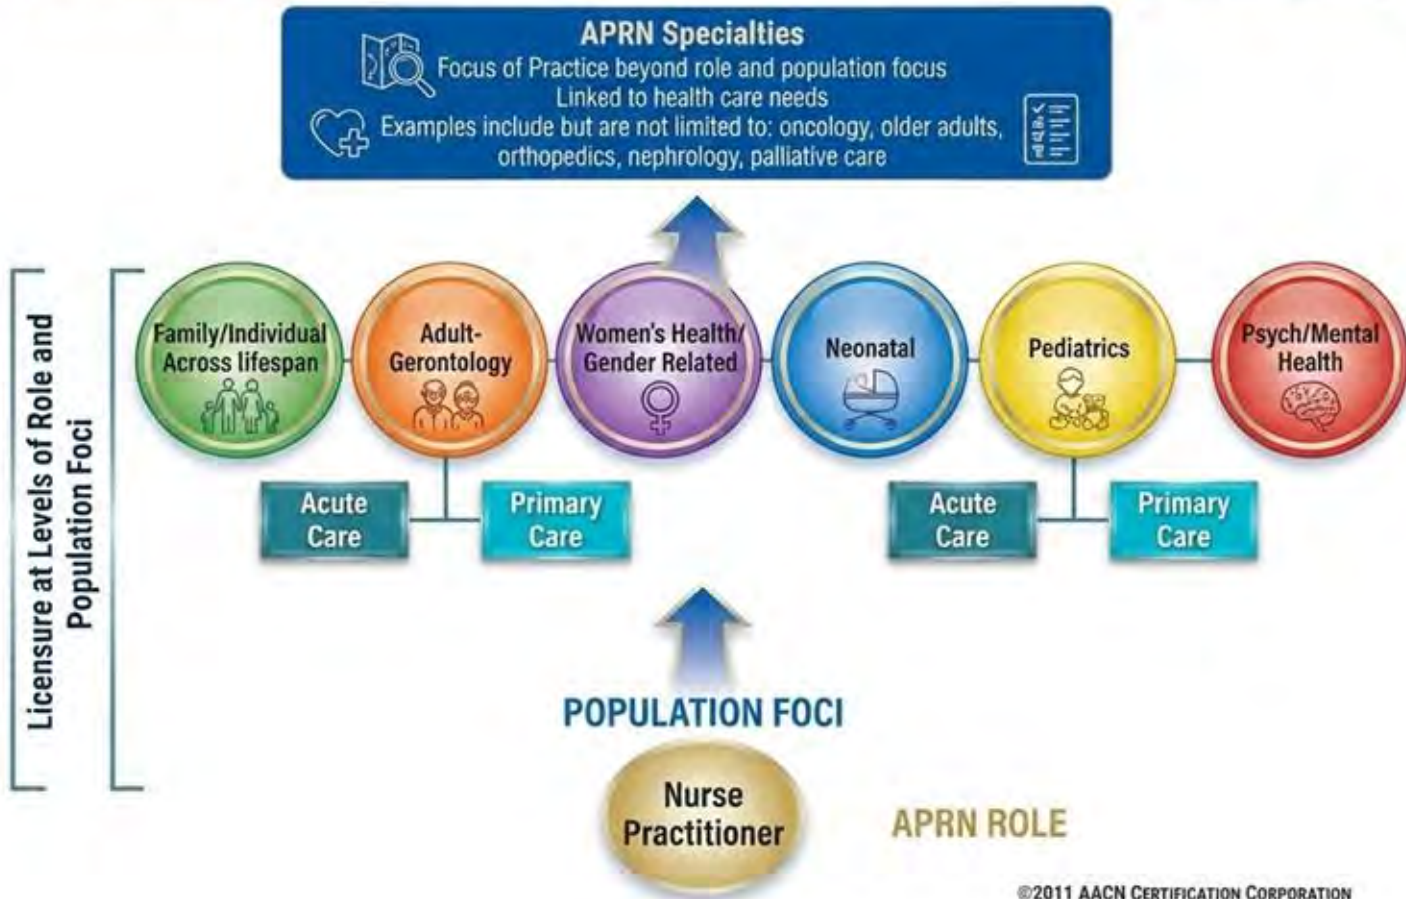 APRN Specialties
Focus of Practice beyond role and population focus
Linked to health care needs
Examples include but are not limited to: oncology, older adults,
orthopedics, nephrology, palliative care
Licensure at Levels of Role and
Population Foci
Family/Individual
Across lifespan
Adult-
Gerontology
Women's Health/
Gender Related
Neonatal
Pediatrics
Psych/Mental
Health
Acute
Care
Primary
Care
Acute
Care
Primary
Care
POPULATION FOCI
Nurse
Practitioner
APRN ROLE
©2011 AACN CERTIFICATION CORPORATION